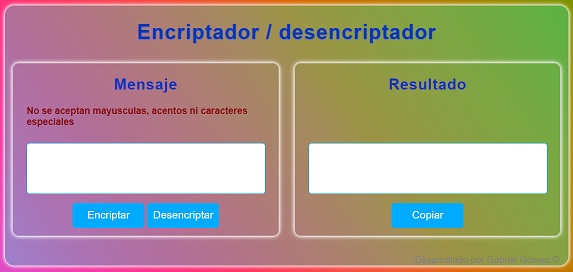 Encriptador / desencriptador
Mensaje
No se aceptan mayusculas, acentos ni caracteres
especiales
Encriptar
Desencriptar
Resultado
Copiar
Desarrollado por Gabriel Gomez ©